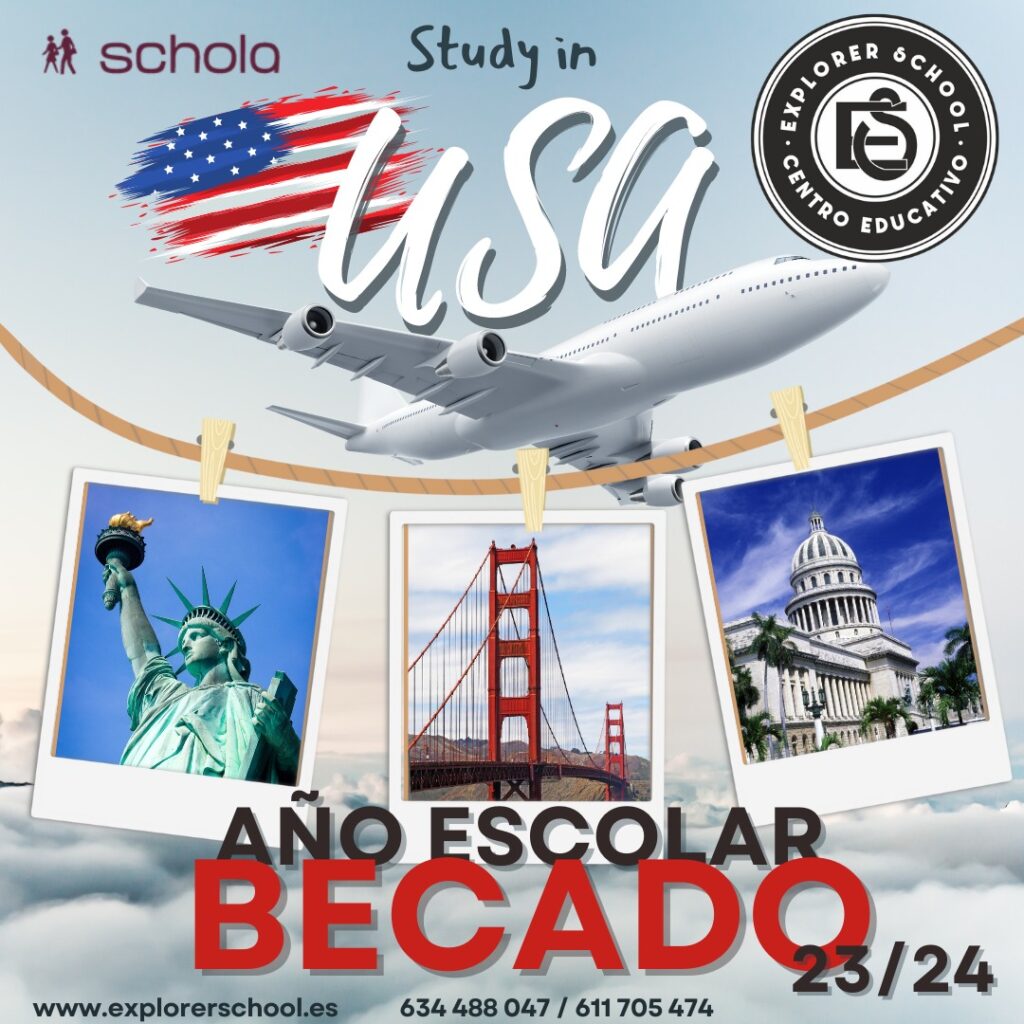 schola
Study in
USA
· EXPLORER SCHOOL ·
CENTRO EDUCATIVO
ESC
AÑO ESCOLAR
BECADO
23/24
www.explorerschool.es
634 488 047 / 611 705 474